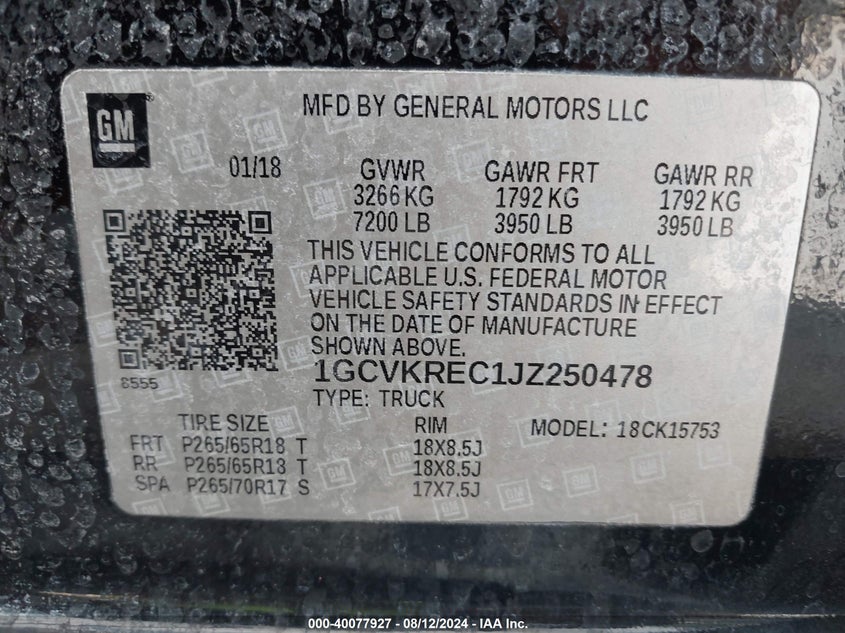 GM
MFD BY GENERAL MOTORS LLC
01/18
GVWR GAWR FRT GAWR RR
3266 KG 1792 KG 1792 KG
7200 LB 3950 LB 3950 LB
THIS VEHICLE CONFORMS TO ALL
APPLICABLE U.S. FEDERAL MOTOR
VEHICLE SAFETY STANDARDS IN EFFECT
ON THE DATE OF MANUFACTURE
SHOWN ABOVE.
8555
1GCVKREC1JZ250478
TYPE: TRUCK
TIRE SIZE RIM MODEL: 18CK15753
FRT P265/65R18 T 18X8.5J
RR P265/65R18 T 18X8.5J
SPA P265/70R17 S 17X7.5J
000-40077927 - 08/12/2024 - IAA Inc.